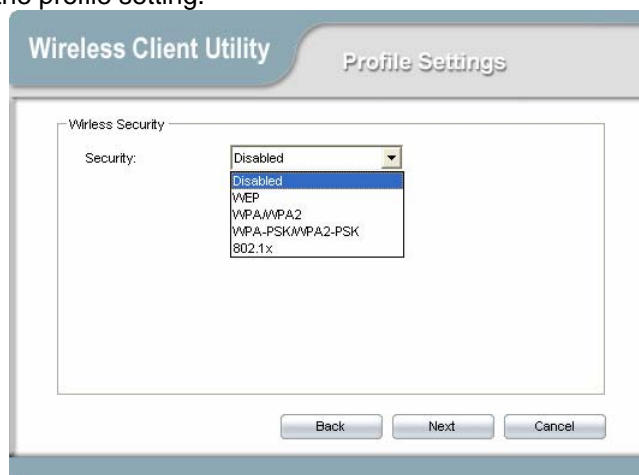 the profile setting.
Wireless Client Utility
Profile Settings
Wirless Security
Security:
Disabled
Disabled
WEP
WPA/WPA2
WPA-PSK/WPA2-PSK
802.1x
Back Next Cancel